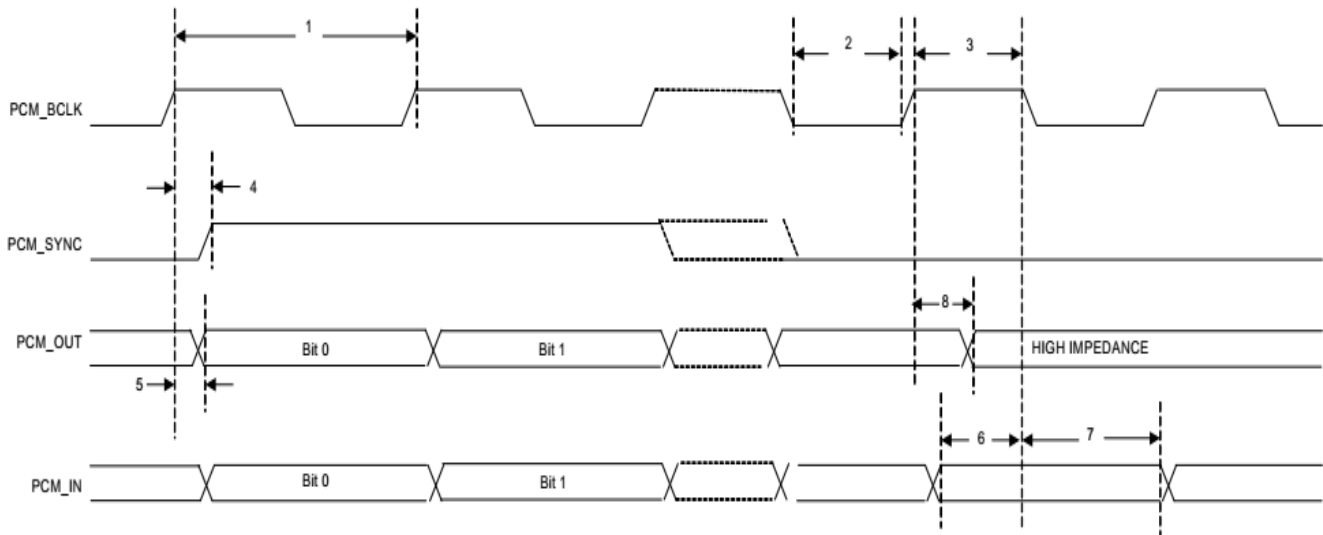 1
2
3
PCM_BCLK
4
PCM_SYNC
8
PCM_OUT
Bit 0
Bit 1
HIGH IMPEDANCE
5
6
7
PCM_IN
Bit 0
Bit 1